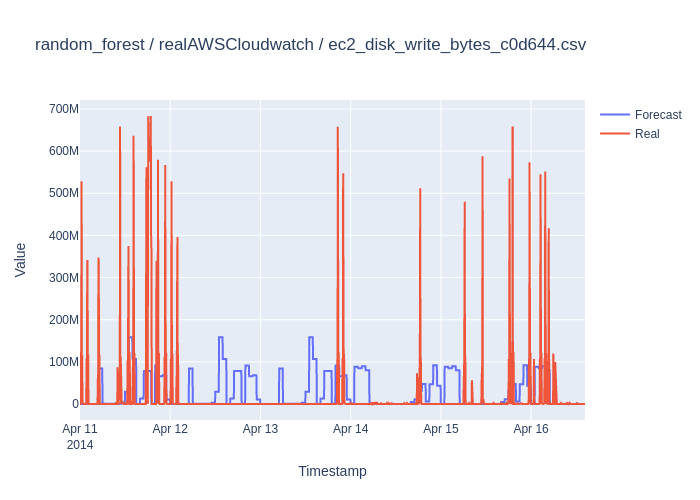 random_forest / realAWSCloudwatch / ec2_disk_write_bytes_c0d644.csv
Forecast
Real
700M
600M
500M
400M
300M
200M
100M
0
Value
Apr 11
2014
Apr 12
Apr 13
Apr 14
Apr 15
Apr 16
Timestamp